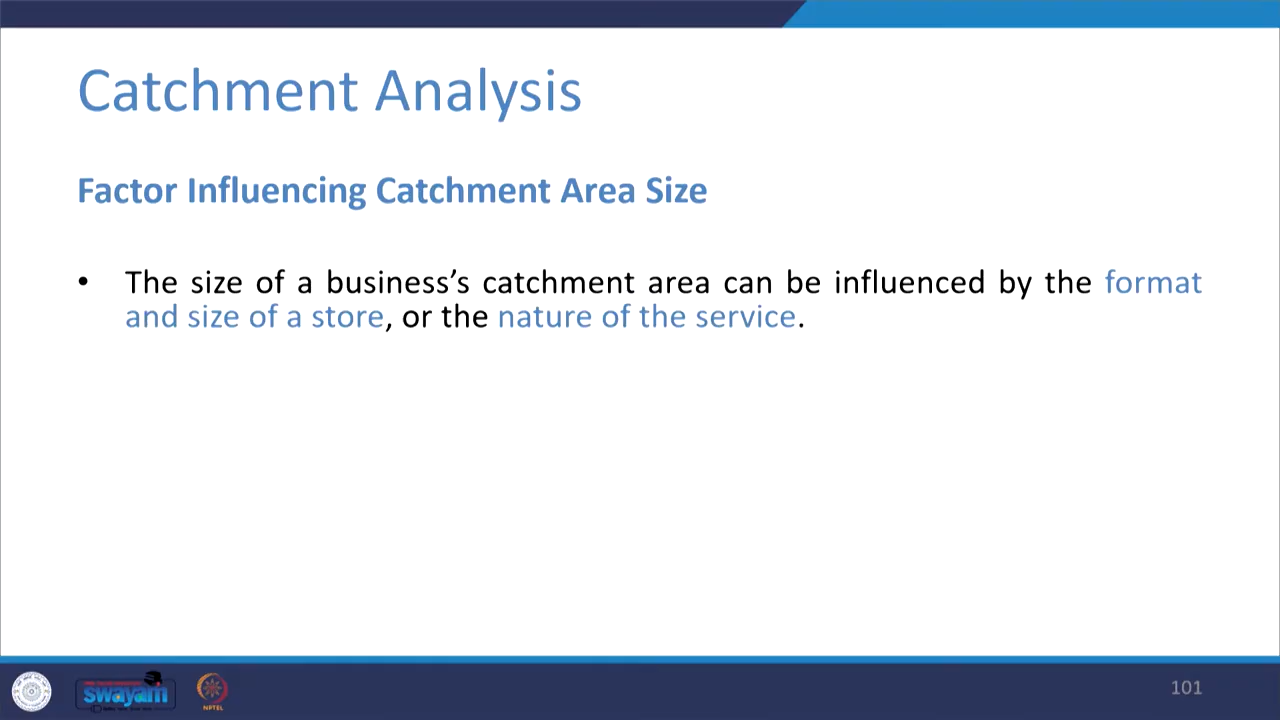 Catchment Analysis
Factor Influencing Catchment Area Size
• The size of a business’s catchment area can be influenced by the format
and size of a store, or the nature of the service.
swayam
NPTEL
101